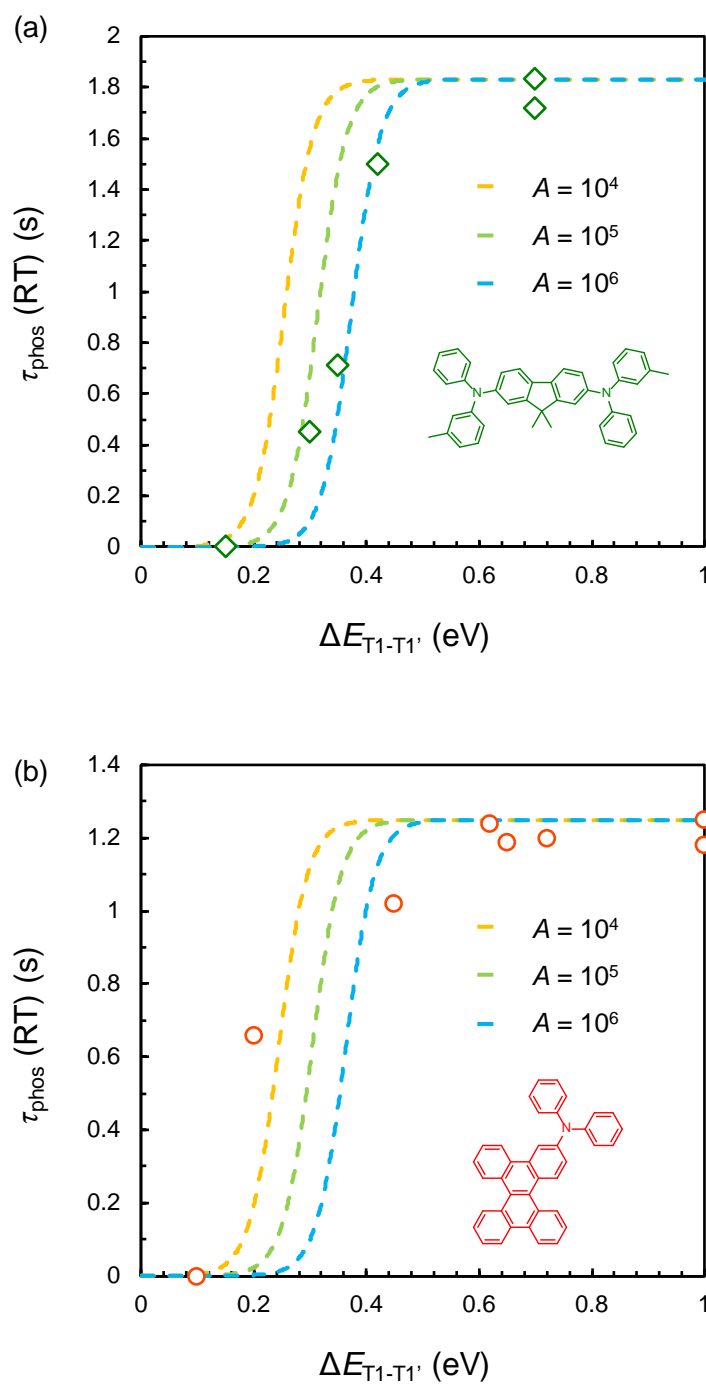 (a)
2
1.8
1.6
1.4
1.2
1
0.8
0.6
0.4
0.2
0
τphos (RT) (s)
A = 10⁴
A = 10⁵
A = 10⁶
N N
0 0.2 0.4 0.6 0.8 1
ΔET1-T1' (eV)
(b)
1.4
1.2
1
0.8
0.6
0.4
0.2
0
τphos (RT) (s)
A = 10⁴
A = 10⁵
A = 10⁶
N
0 0.2 0.4 0.6 0.8 1
ΔET1-T1' (eV)